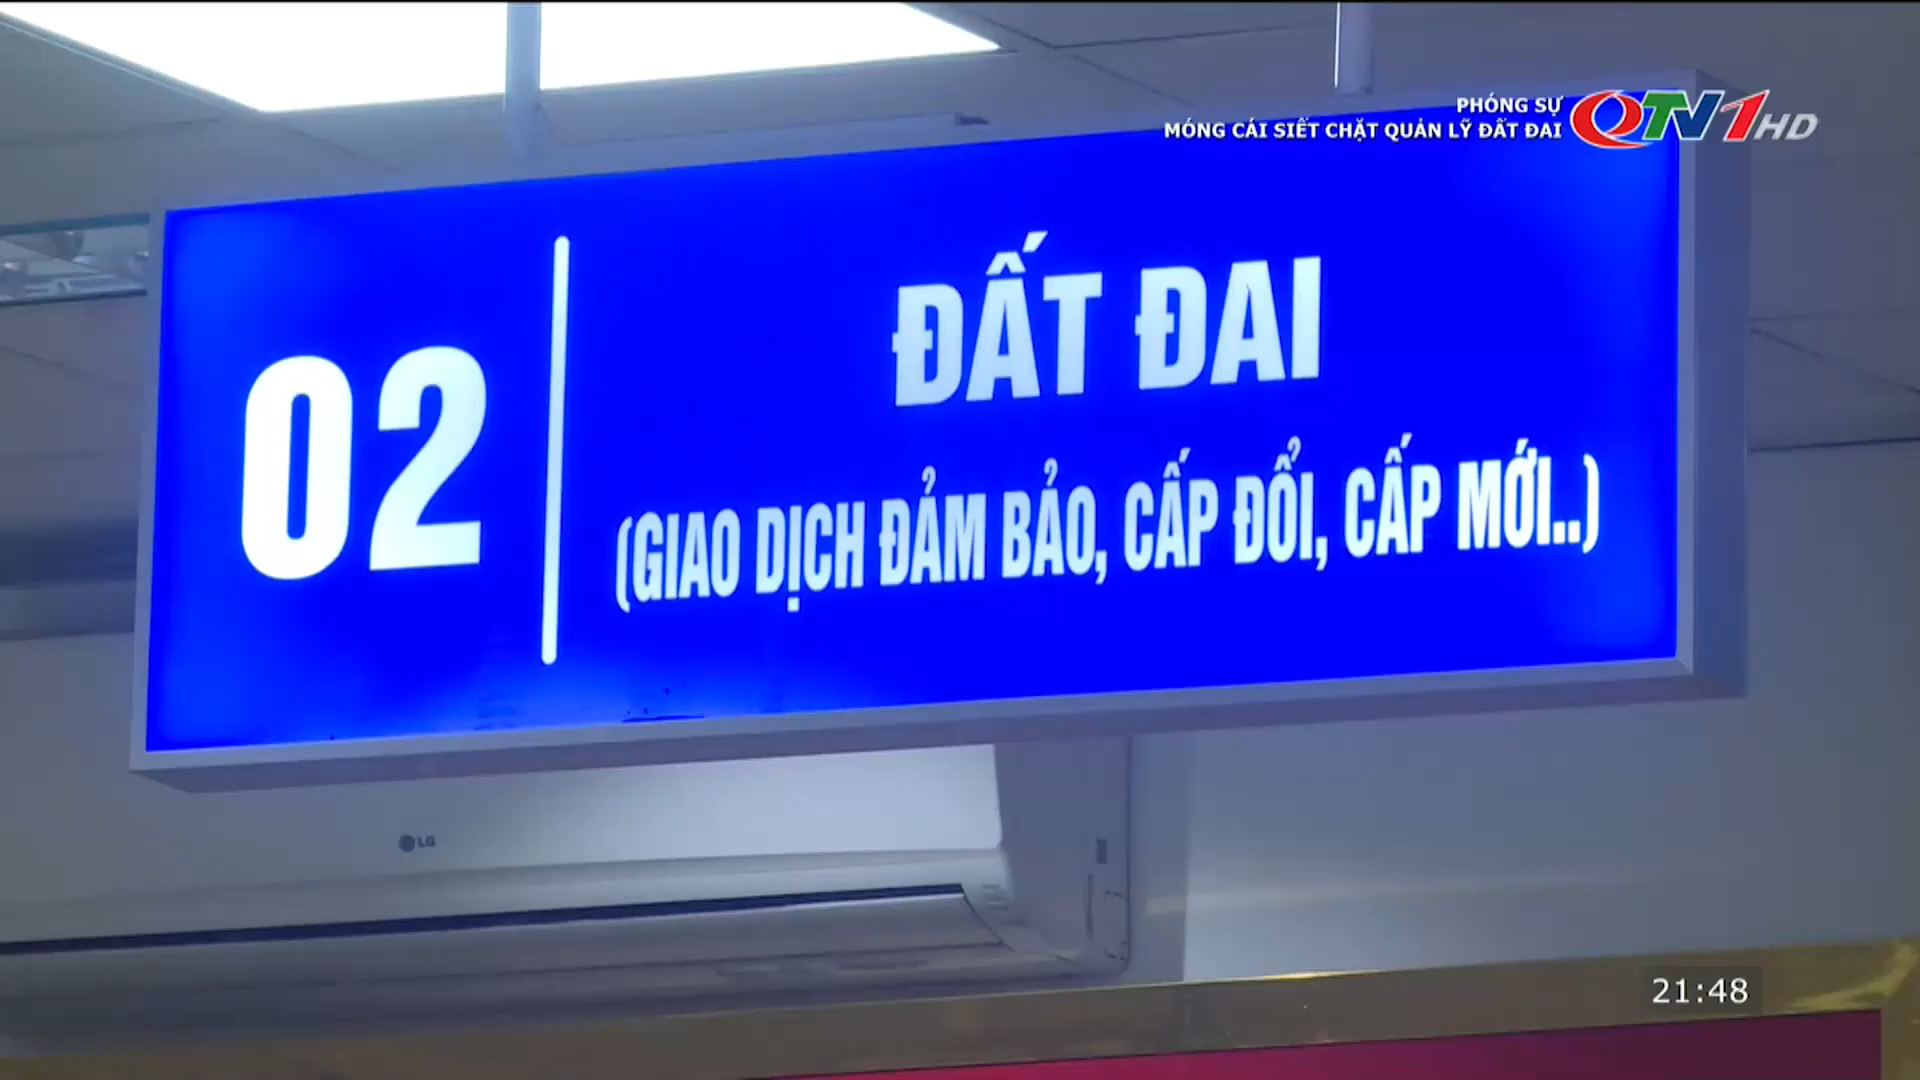 PHÓNG SỰ
MÓNG CÁI SIẾT CHẶT QUẢN LÝ ĐẤT ĐAI
QTV1HD
02
ĐẤT ĐAI
(GIAO DỊCH ĐẢM BẢO, CẤP ĐỔI, CẤP MỚI..)
LG
21:48